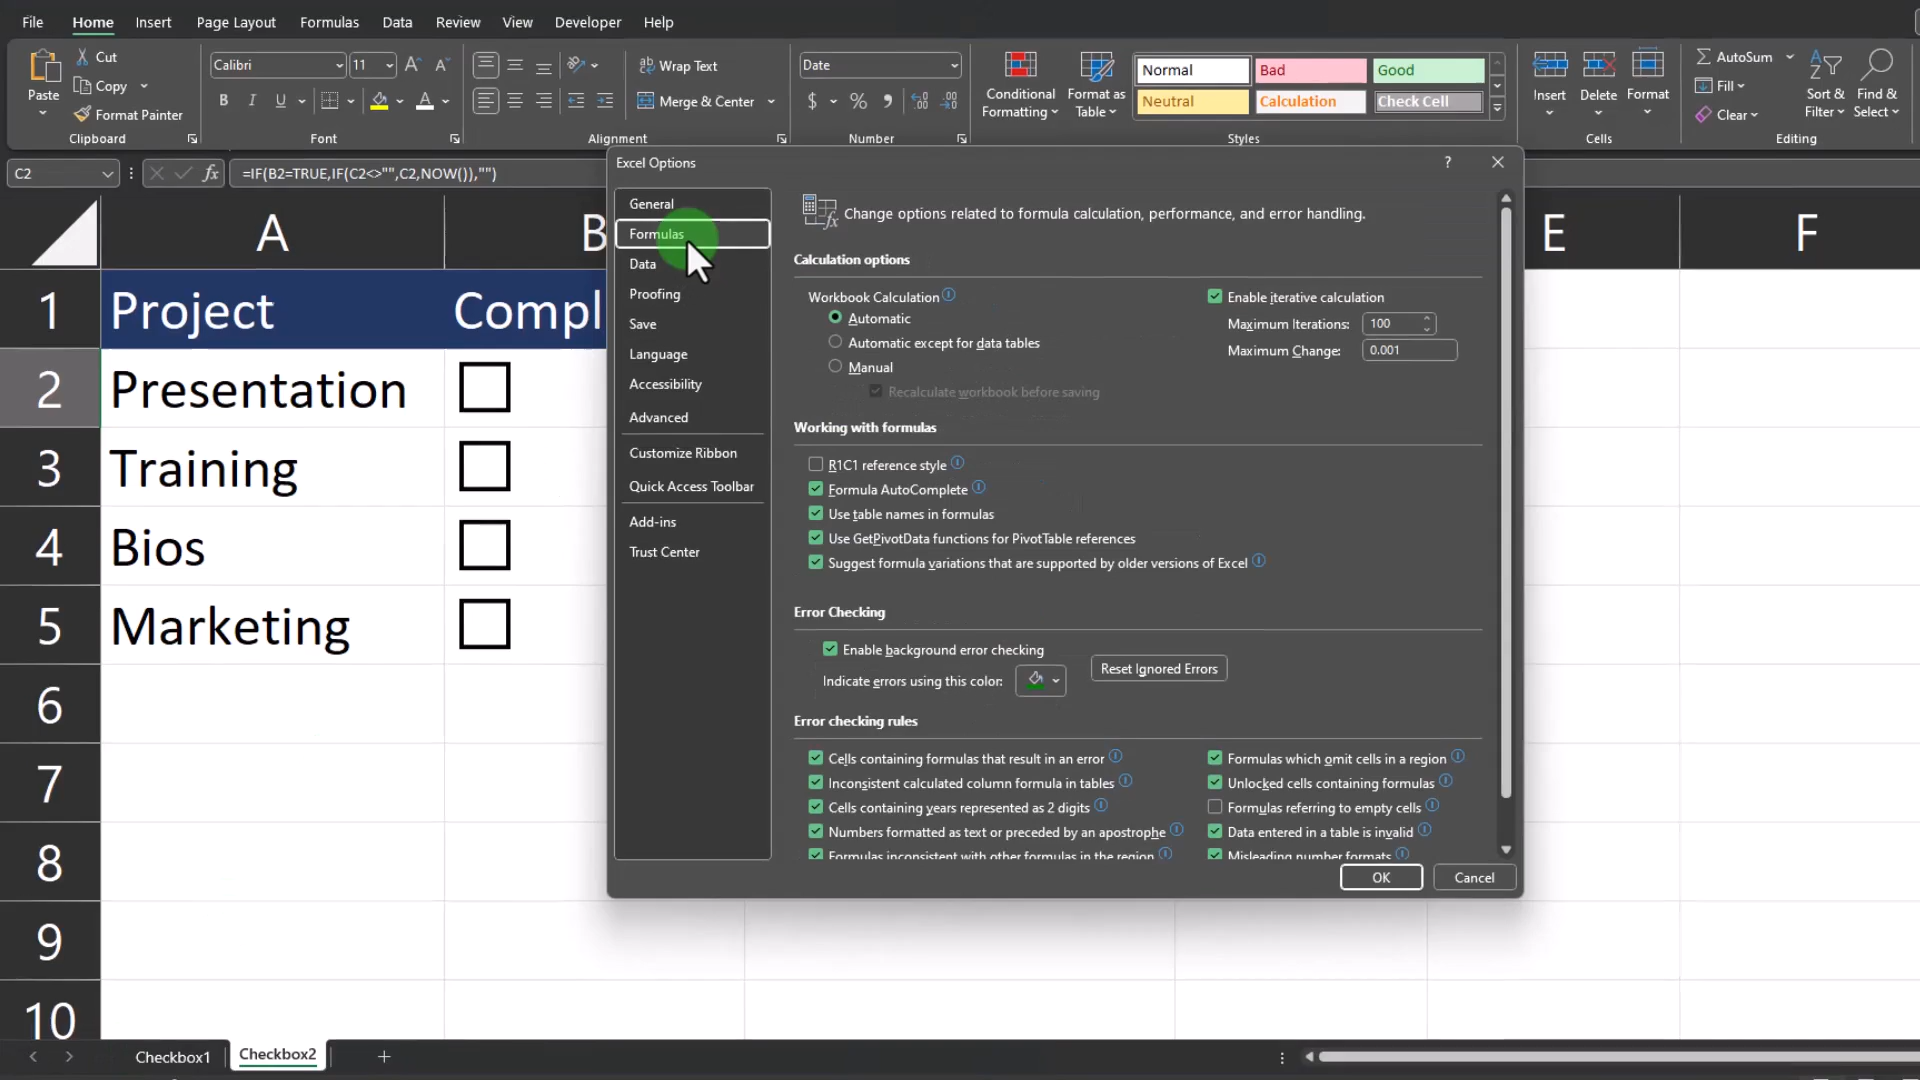 File Home Insert Page Layout Formulas Data Review View Developer Help
Paste Cut Copy Format Painter Clipboard
Calibri 11 A A B I U A Font
Wrap Text Merge & Center Alignment
Date $ % Number
Conditional Formatting Format as Table
Normal Bad Good
Neutral Calculation Check Cell
Styles
Insert Delete Format Cells
AutoSum Fill Clear Sort & Filter Find & Select Editing
C2 fx =IF(B2=TRUE,IF(C2<>"",C2,NOW()),"")
A B E F
1 Project Compl
2 Presentation
3 Training
4 Bios
5 Marketing
6
7
8
9
10
Checkbox1 Checkbox2 +
Excel Options ?
General
Formulas
Data
Proofing
Save
Language
Accessibility
Advanced
Customize Ribbon
Quick Access Toolbar
Add-ins
Trust Center
Change options related to formula calculation, performance, and error handling.
Calculation options
Workbook Calculation
Automatic
Automatic except for data tables
Manual
Recalculate workbook before saving
Enable iterative calculation
Maximum Iterations: 100
Maximum Change: 0.001
Working with formulas
R1C1 reference style
Formula AutoComplete
Use table names in formulas
Use GetPivotData functions for PivotTable references
Suggest formula variations that are supported by older versions of Excel
Error Checking
Enable background error checking
Indicate errors using this color:
Reset Ignored Errors
Error checking rules
Cells containing formulas that result in an error
Inconsistent calculated column formula in tables
Cells containing years represented as 2 digits
Numbers formatted as text or preceded by an apostrophe
Formulas inconsistent with other formulas in the region
Formulas which omit cells in a region
Unlocked cells containing formulas
Formulas referring to empty cells
Data entered in a table is invalid
Misleading number formats
OK Cancel